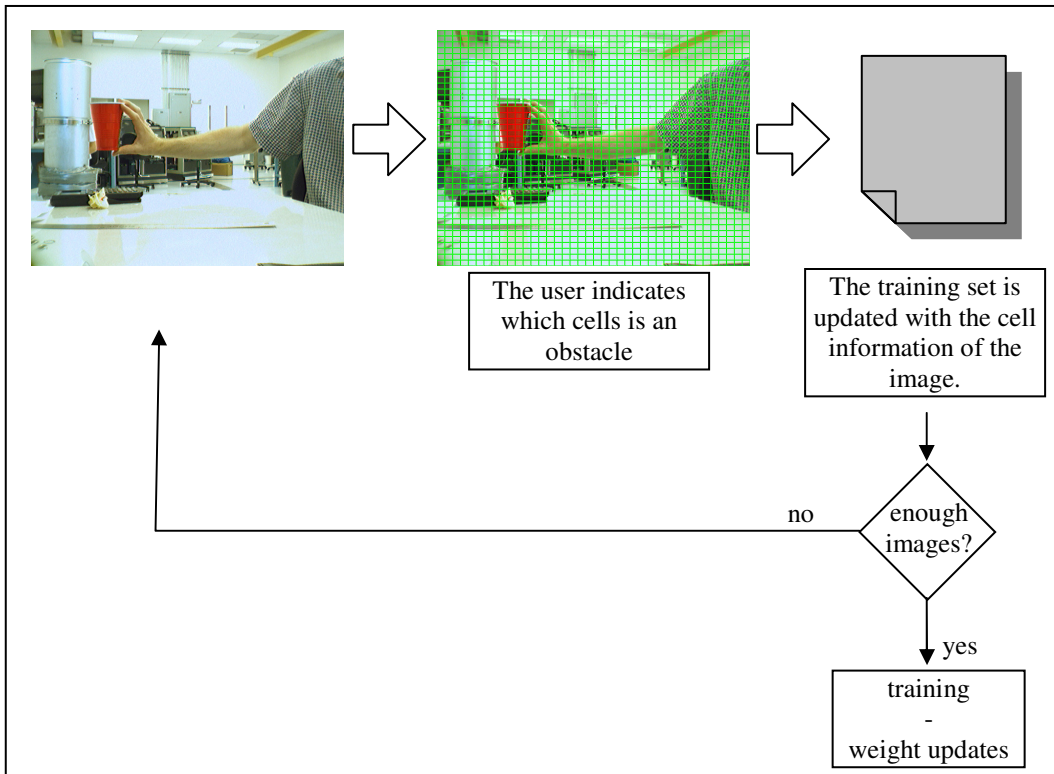 The user indicates
which cells is an
obstacle
The training set is
updated with the cell
information of the
image.
no
enough
images?
yes
training
-
weight updates